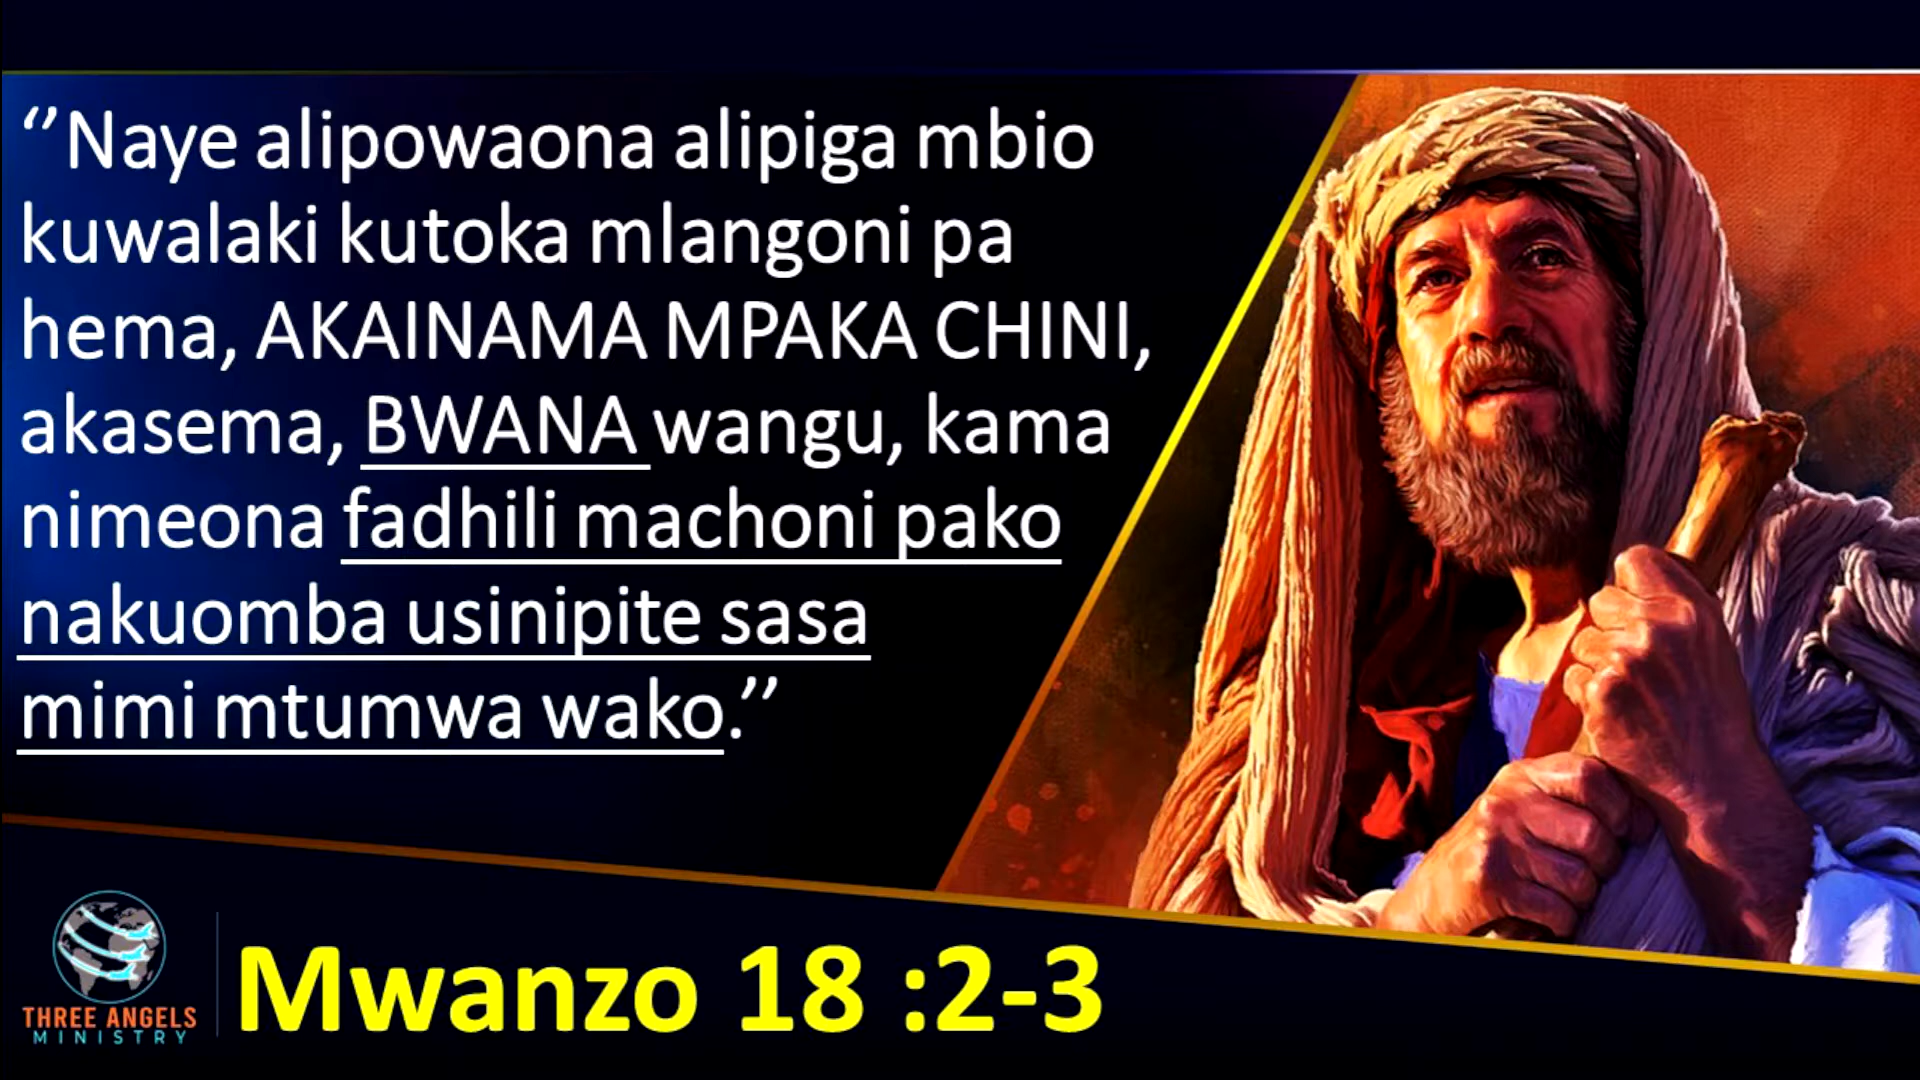 ‘’Naye alipowaona alipiga mbio
kuwalaki kutoka mlangoni pa
hema, AKAINAMA MPAKA CHINI,
akasema, BWANA wangu, kama
nimeona fadhili machoni pako
nakuomba usinipite sasa
mimi mtumwa wako.’’
THREE ANGELS
MINISTRY
Mwanzo 18 :2-3